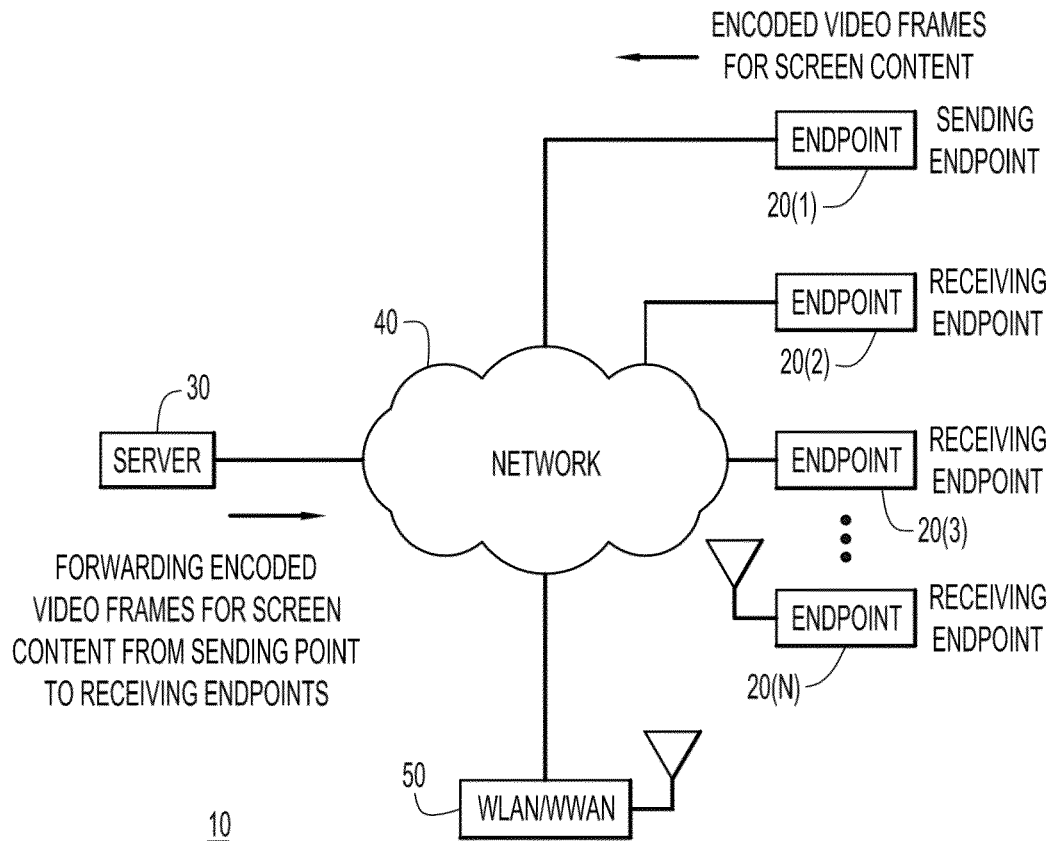 ENCODED VIDEO FRAMES
FOR SCREEN CONTENT
ENDPOINT
SENDING
ENDPOINT
20(1)
ENDPOINT
RECEIVING
ENDPOINT
20(2)
40
30
SERVER
NETWORK
ENDPOINT
RECEIVING
ENDPOINT
20(3)
FORWARDING ENCODED
VIDEO FRAMES FOR SCREEN
CONTENT FROM SENDING POINT
TO RECEIVING ENDPOINTS
ENDPOINT
RECEIVING
ENDPOINT
20(N)
50
WLAN/WWAN
10